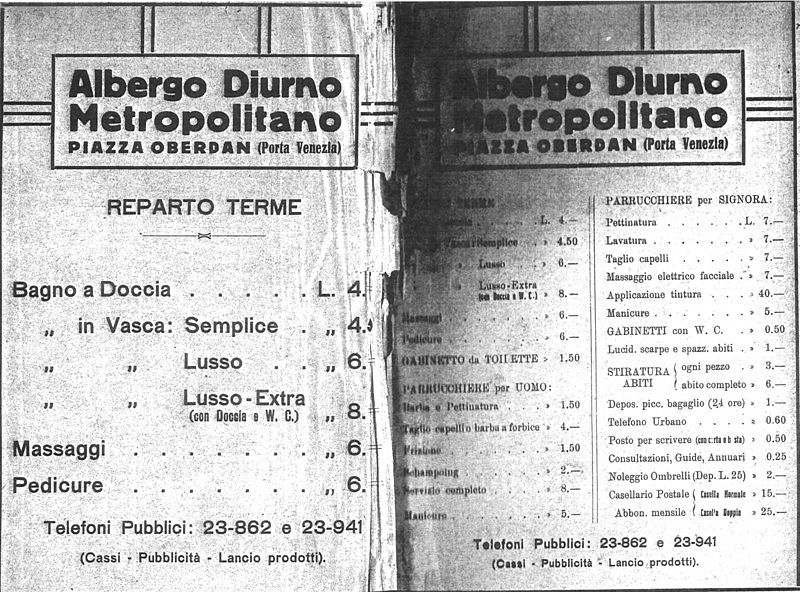 Albergo Diurno
Metropolitano
PIAZZA OBERDAN (Porta Venezia)
REPARTO TERME
Bagno a Doccia . . . . . L. 4.
„ in Vasca: Semplice . „ 4.
„ „ Lusso . . „ 6.
„ „ Lusso-Extra
(con Doccia e W. C.) „ 8.
Massaggi . . . . . . . „ 6.
Pedicure . . . . . . . „ 6.
Telefoni Pubblici: 23-862 e 23-941
(Cassi - Pubblicità - Lancio prodotti).
Albergo Diurno
Metropolitano
PIAZZA OBERDAN (Porta Venezia)
TERME
L. 4.—
Vasca: Semplice » 4.50
» Lusso . . » 6.—
» Lusso-Extra
(con Doccia e W. C.) » 8.—
Massaggi . . . . . » 6.—
Pedicure . . . . . » 6.—
GABINETTO da TOILETTE » 1.50
PARRUCCHIERE per UOMO:
Barba e Pettinatura . . . » 1.50
Taglio capelli o barba a forbice » 4.—
Frizione . . . . . » 1.50
Schampoing . . . . » 2.—
Servizio completo . . . » 8.—
Manicure . . . . . » 5.—
PARRUCCHIERE per SIGNORA:
Pettinatura . . . . . L. 7.—
Lavatura . . . . . . » 7.—
Taglio capelli . . . . . » 7.—
Massaggio elettrico facciale . » 7.—
Applicazione tintura . . . » 40.—
Manicure . . . . . . » 5.—
GABINETTI con W. C. . . » 0.50
Lucid. scarpe e spazz. abiti . » 1.—
STIRATURA ABITI { ogni pezzo . » 3.—
abito completo » 6.—
Depos. picc. bagaglio (24 ore) » 1.—
Telefono Urbano . . . . » 0.60
Posto per scrivere (con carta e b sta) » 0.50
Consultazioni, Guide, Annuari » 0.25
Noleggio Ombrelli (Dep. L. 25) » 2.—
Casellario Postale { Casella Normale » 15.—
Abbon. mensile { Casella Doppia » 25.—
Telefoni Pubblici: 23-862 e 23-941
(Cassi - Pubblicità - Lancio prodotti).